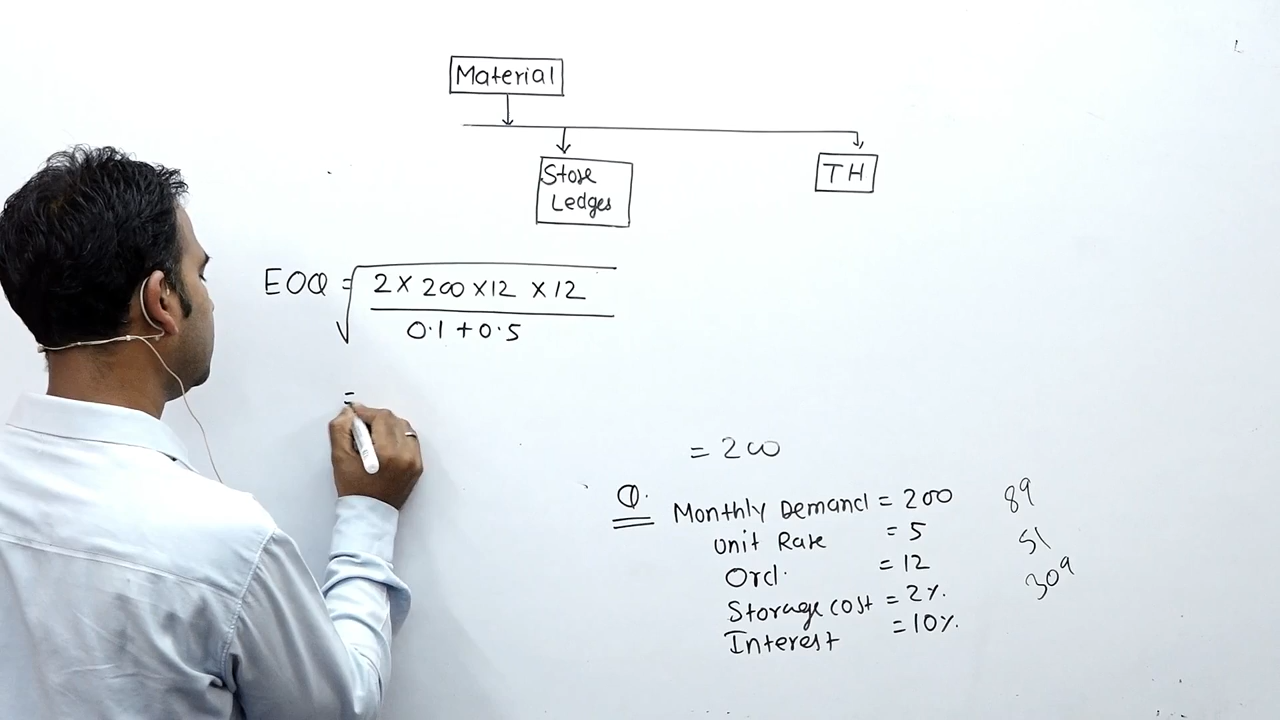 Material
Store
Ledges
TH
EOQ = √
2 × 200 × 12 × 12
0.1 + 0.5
=
= 200
Q. Monthly Demand = 200
Unit Rate = 5
Ord. = 12
Storage cost = 2%.
Interest = 10%.
89
51
309